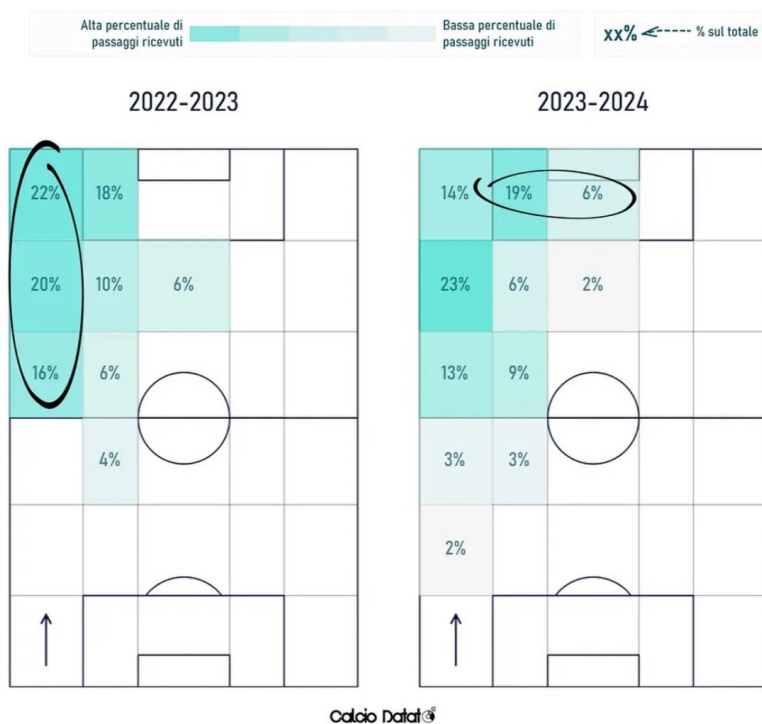 Alta percentuale di
passaggi ricevuti
Bassa percentuale di
passaggi ricevuti
xx% % sul totale
2022-2023
22% 18%
20% 10% 6%
16% 6%
4%
2023-2024
14% 19% 6%
23% 6% 2%
13% 9%
3% 3%
2%
Calcio Datato